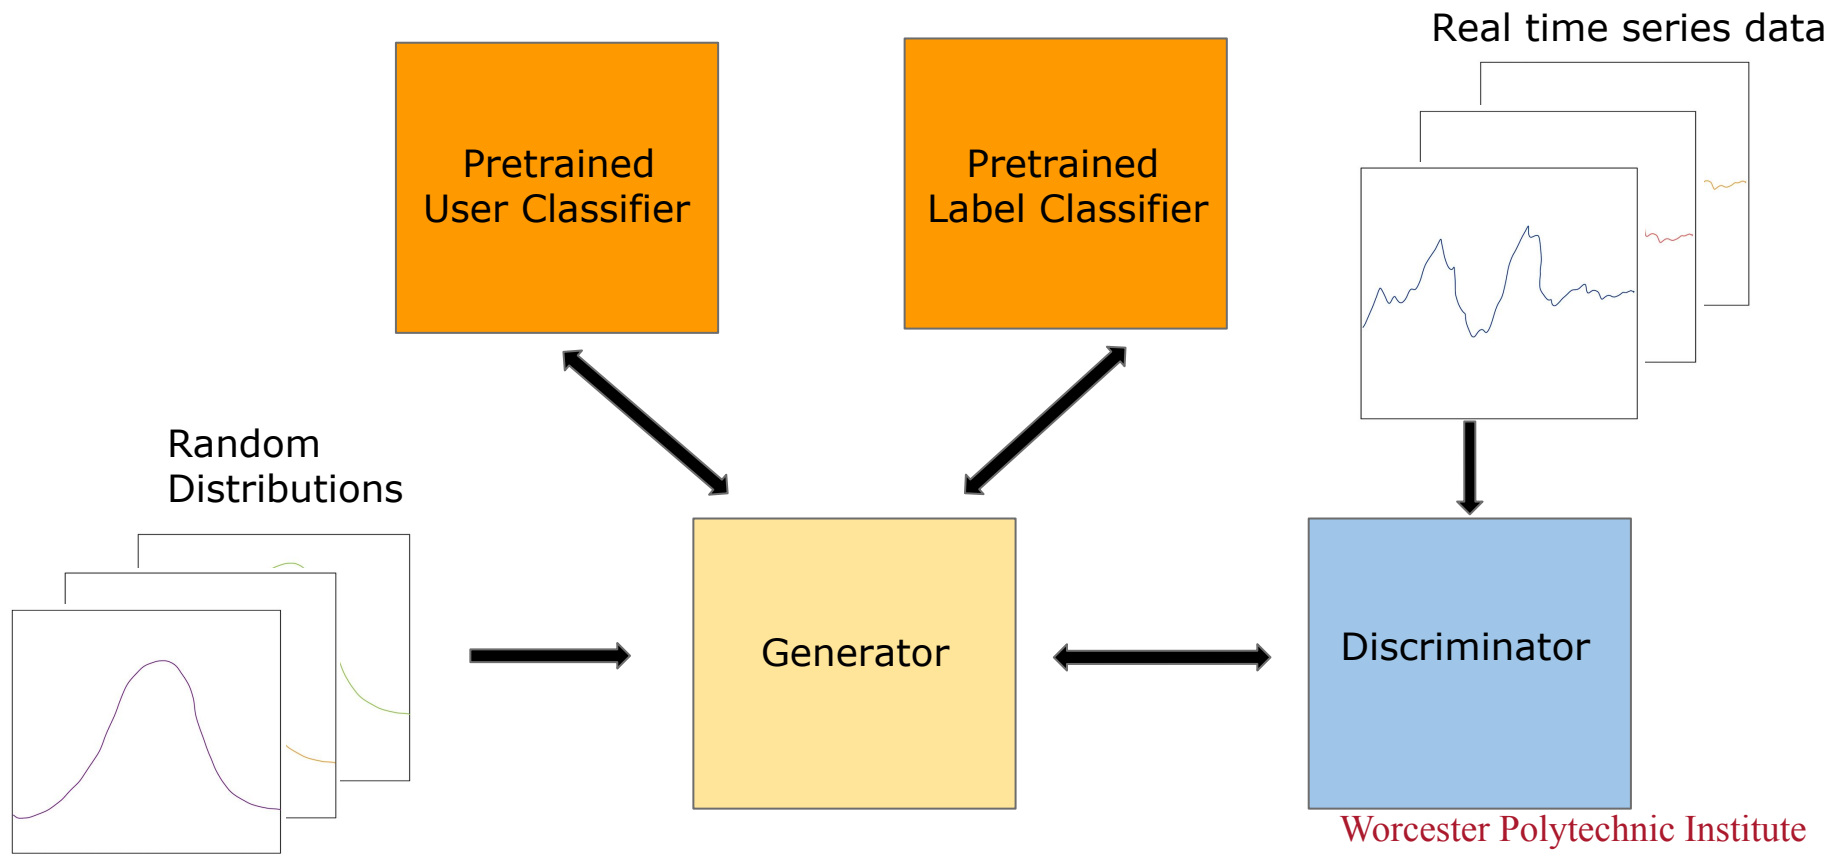 Real time series data
Pretrained
User Classifier
Pretrained
Label Classifier
Random
Distributions
Generator
Discriminator
Worcester Polytechnic Institute